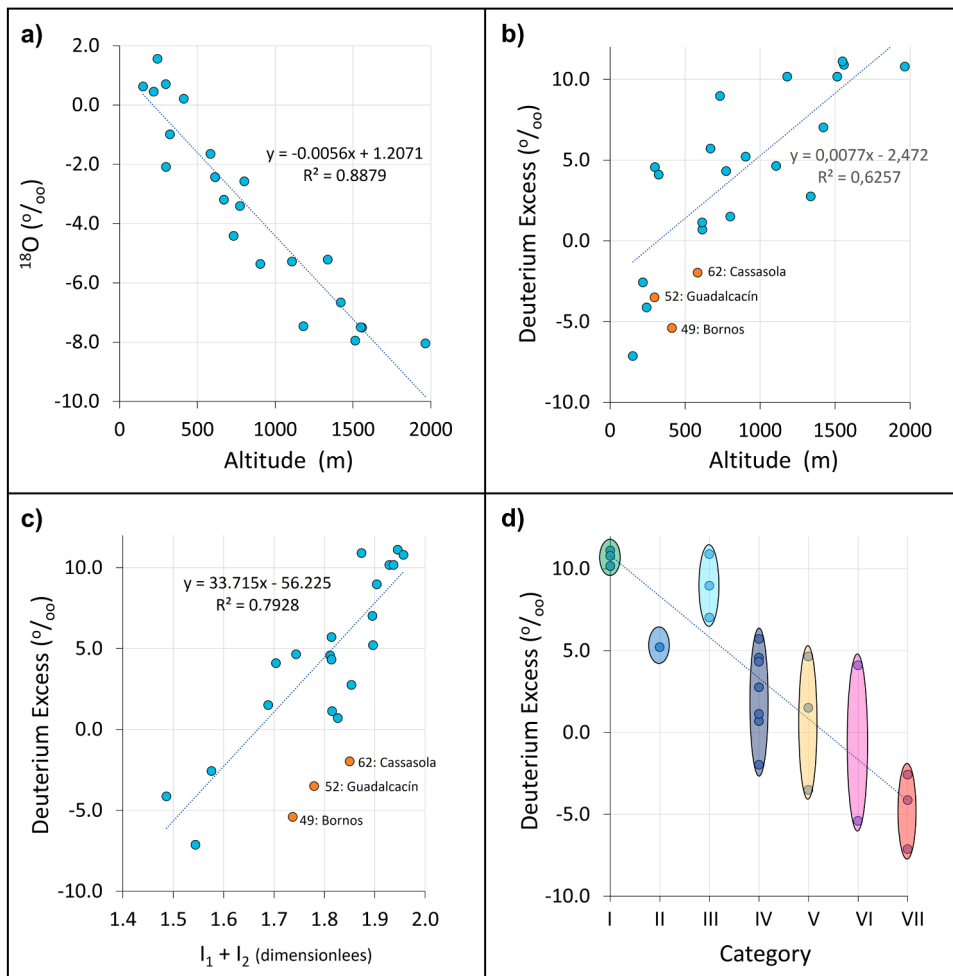 a)
2.0
0.0
-2.0
-4.0
-6.0
-8.0
-10.0
18O (o/oo)
y = -0.0056x + 1.2071
R² = 0.8879
0 500 1000 1500 2000
Altitude (m)
b)
10.0
5.0
0.0
-5.0
-10.0
Deuterium Excess (o/oo)
y = 0,0077x - 2,472
R² = 0,6257
62: Cassasola
52: Guadalcacín
49: Bornos
0 500 1000 1500 2000
Altitude (m)
c)
10.0
5.0
0.0
-5.0
-10.0
Deuterium Excess (o/oo)
y = 33.715x - 56.225
R² = 0.7928
62: Cassasola
52: Guadalcacín
49: Bornos
1.4 1.5 1.6 1.7 1.8 1.9 2.0
I1 + I2 (dimensionlees)
d)
10.0
5.0
0.0
-5.0
-10.0
Deuterium Excess (o/oo)
I II III IV V VI VII
Category